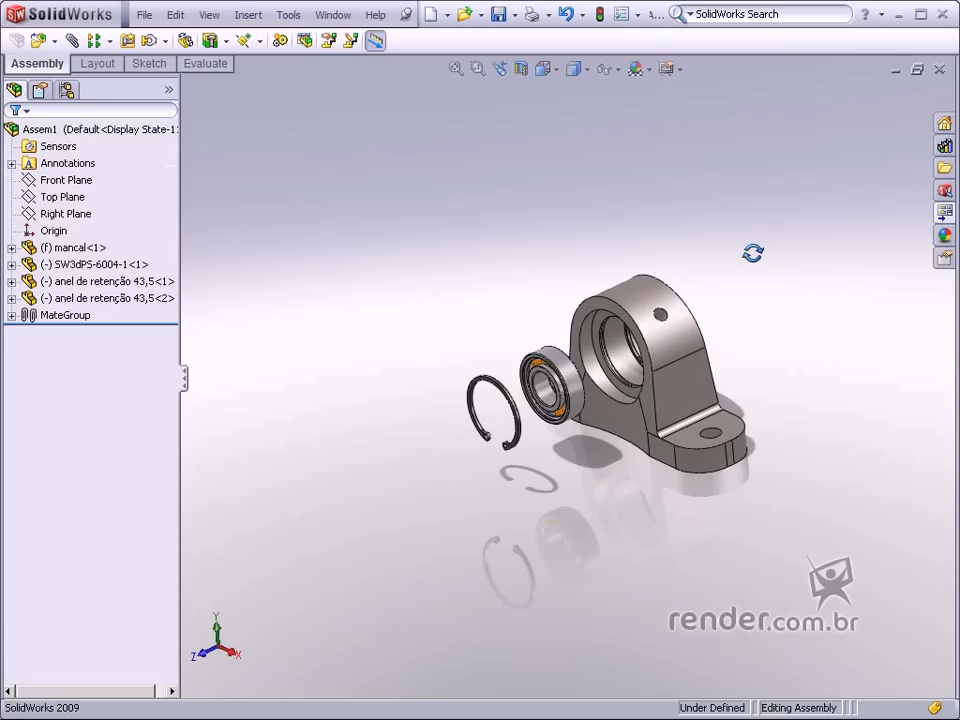 SolidWorks File Edit View Insert Tools Window Help A... SolidWorks Search ?
Assembly Layout Sketch Evaluate
Assem1 (Default<Display State-1
Sensors
Annotations
Front Plane
Top Plane
Right Plane
Origin
(f) mancal<1>
(-) SW3dPS-6004-1<1>
(-) anel de retenção 43,5<1>
(-) anel de retenção 43,5<2>
MateGroup
render.com.br
Y
Z X
SolidWorks 2009 Under Defined Editing Assembly